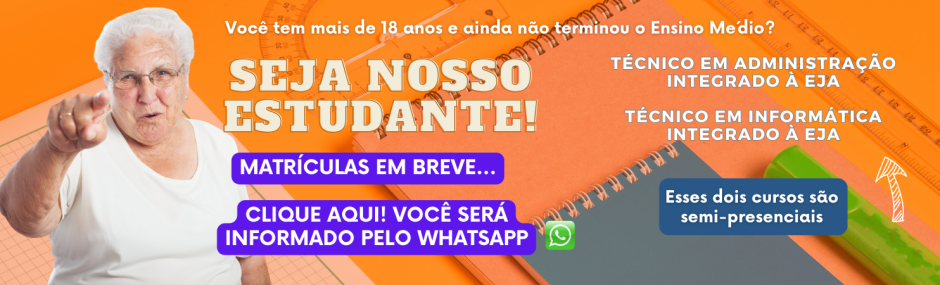 Você tem mais de 18 anos e ainda não terminou o Ensino Médio?
SEJA NOSSO
ESTUDANTE!
MATRÍCULAS EM BREVE...
CLIQUE AQUI! VOCÊ SERÁ
INFORMADO PELO WHATSAPP
TÉCNICO EM ADMINISTRAÇÃO
INTEGRADO À EJA
TÉCNICO EM INFORMÁTICA
INTEGRADO À EJA
Esses dois cursos são
semi-presenciais